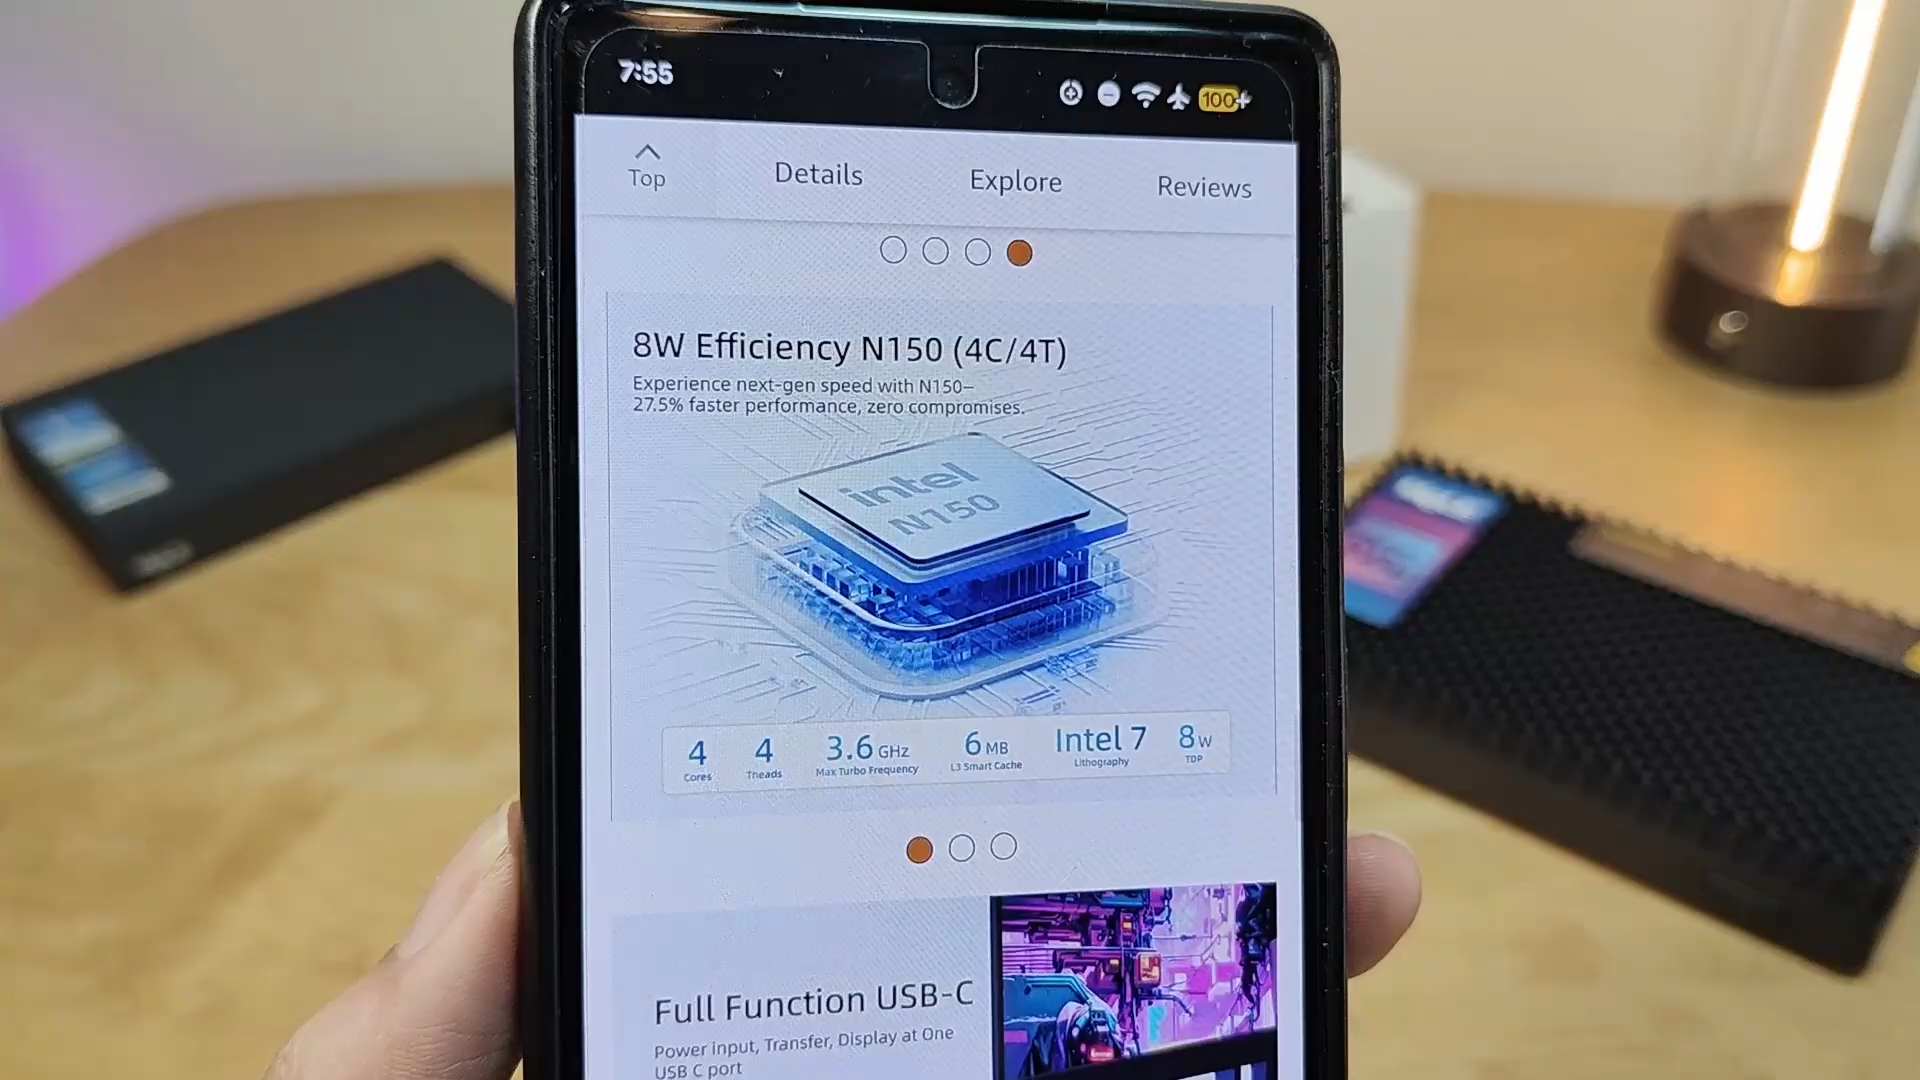 7:55
100+
Top
Details
Explore
Reviews
8W Efficiency N150 (4C/4T)
Experience next-gen speed with N150–
27.5% faster performance, zero compromises.
intel
N150
4 4 3.6 GHz 6 MB Intel 7 8 W
Cores Theads Max Turbo Frequency L3 Smart Cache Lithography TDP
Full Function USB-C
Power input, Transfer, Display at One
USB C port